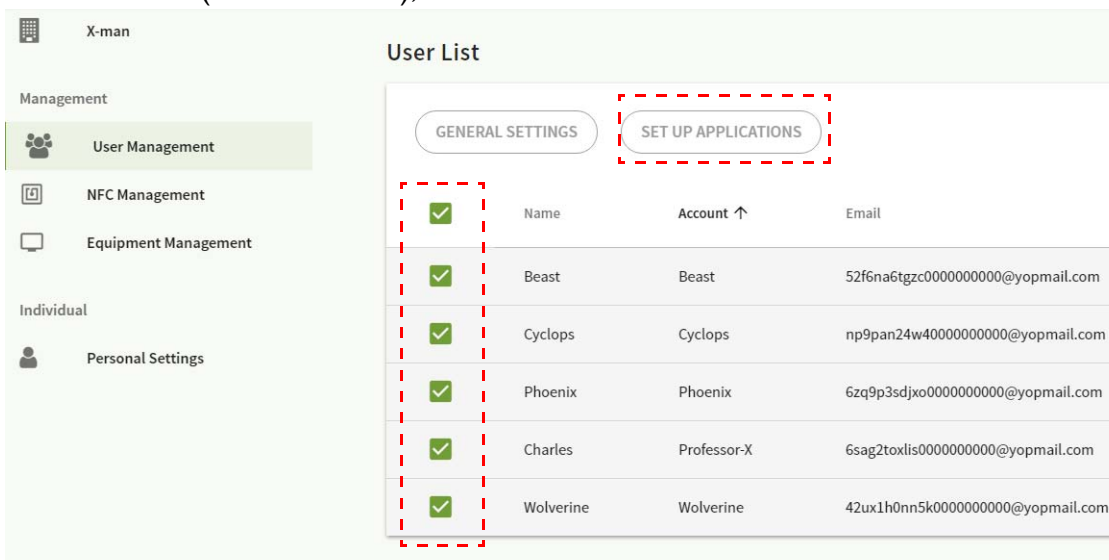 X-man
User List
Management
GENERAL SETTINGS SET UP APPLICATIONS
User Management
NFC Management
Name Account ↑ Email
Equipment Management
Beast Beast 52f6na6tgzc0000000000@yopmail.com
Individual
Cyclops Cyclops np9pan24w40000000000@yopmail.com
Personal Settings
Phoenix Phoenix 6zq9p3sdjxo0000000000@yopmail.com
Charles Professor-X 6sag2toxlis0000000000@yopmail.com
Wolverine Wolverine 42ux1h0nn5k0000000000@yopmail.com